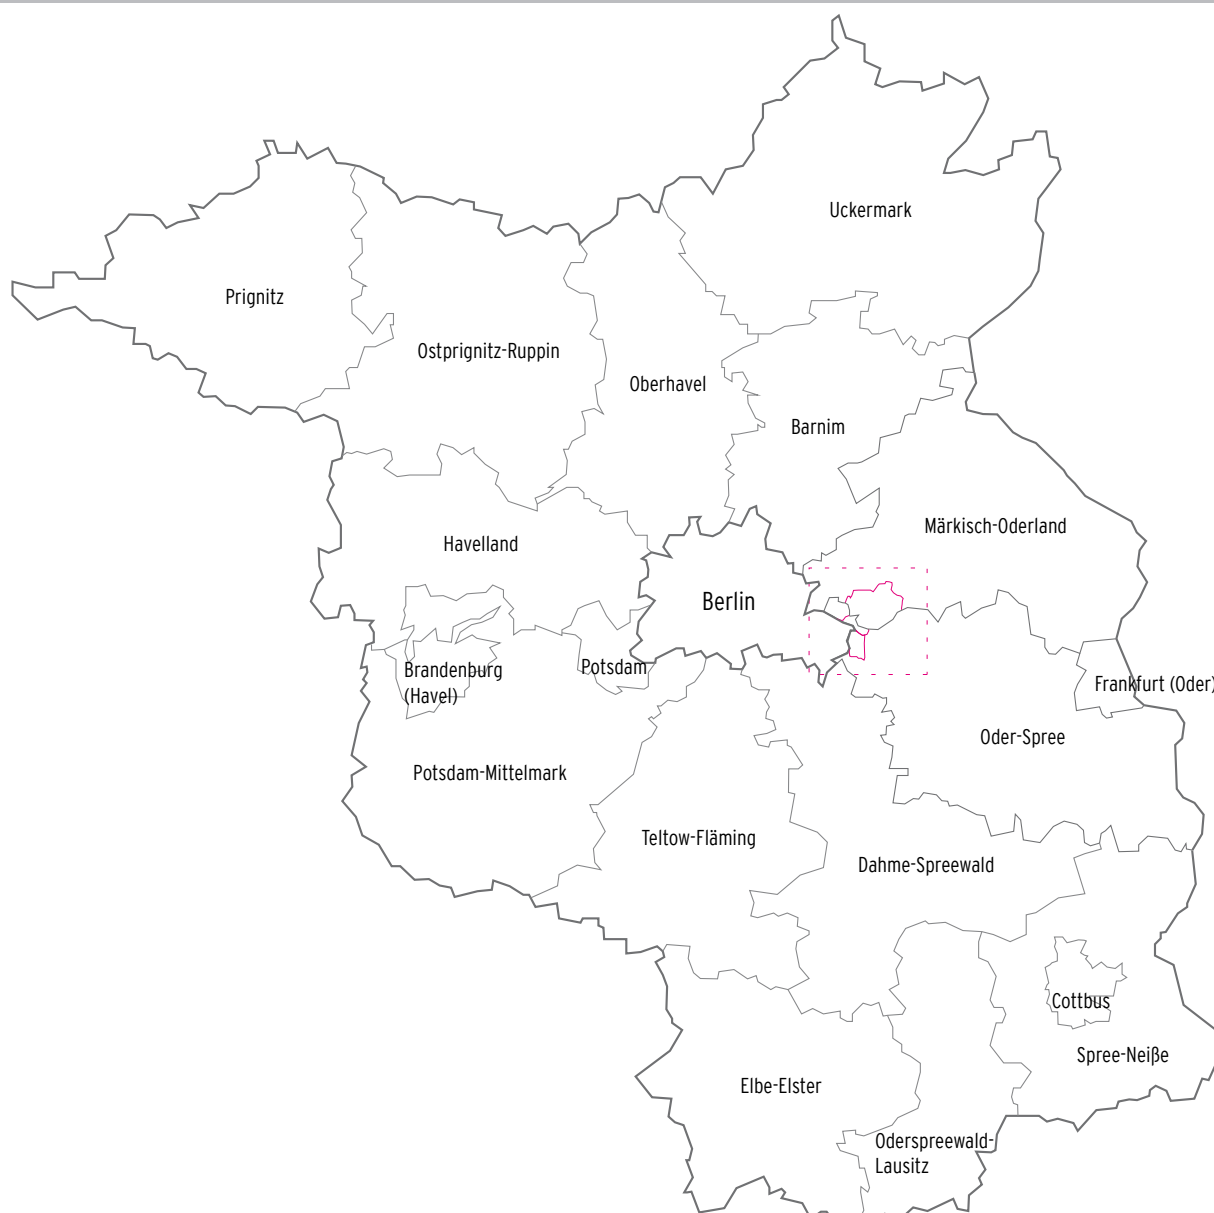 Uckermark
Prignitz
Ostprignitz-Ruppin
Oberhavel
Barnim
Märkisch-Oderland
Havelland
Berlin
Brandenburg
(Havel)
Potsdam
Frankfurt (Oder)
Oder-Spree
Potsdam-Mittelmark
Teltow-Fläming
Dahme-Spreewald
Cottbus
Spree-Neiße
Elbe-Elster
Oderspreewald-
Lausitz